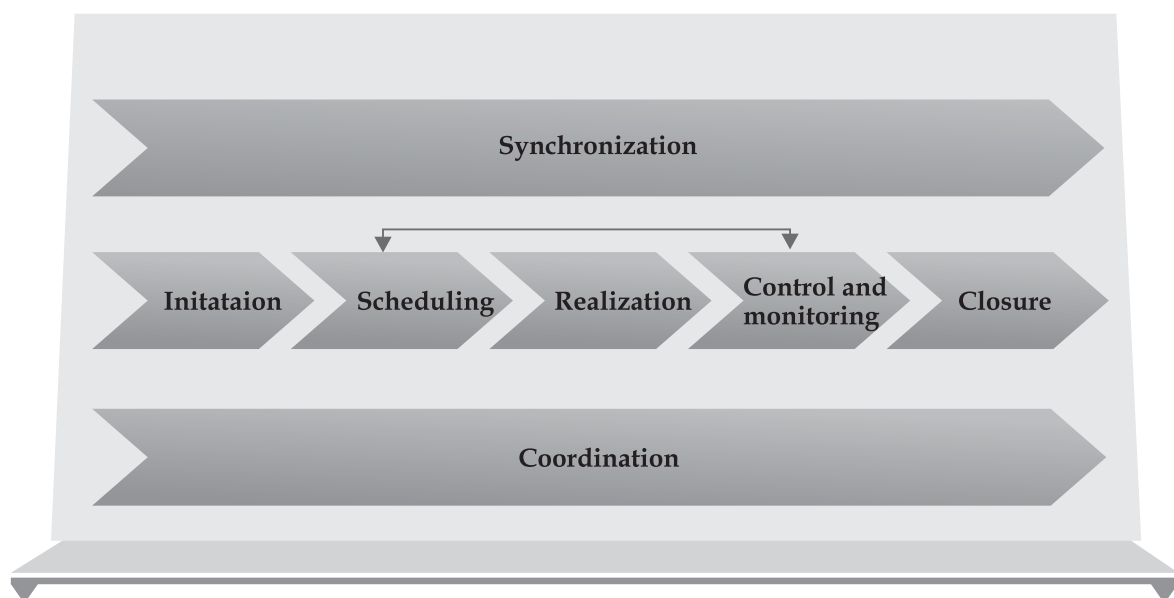 Synchronization
Initataion
Scheduling
Realization
Control and
monitoring
Closure
Coordination